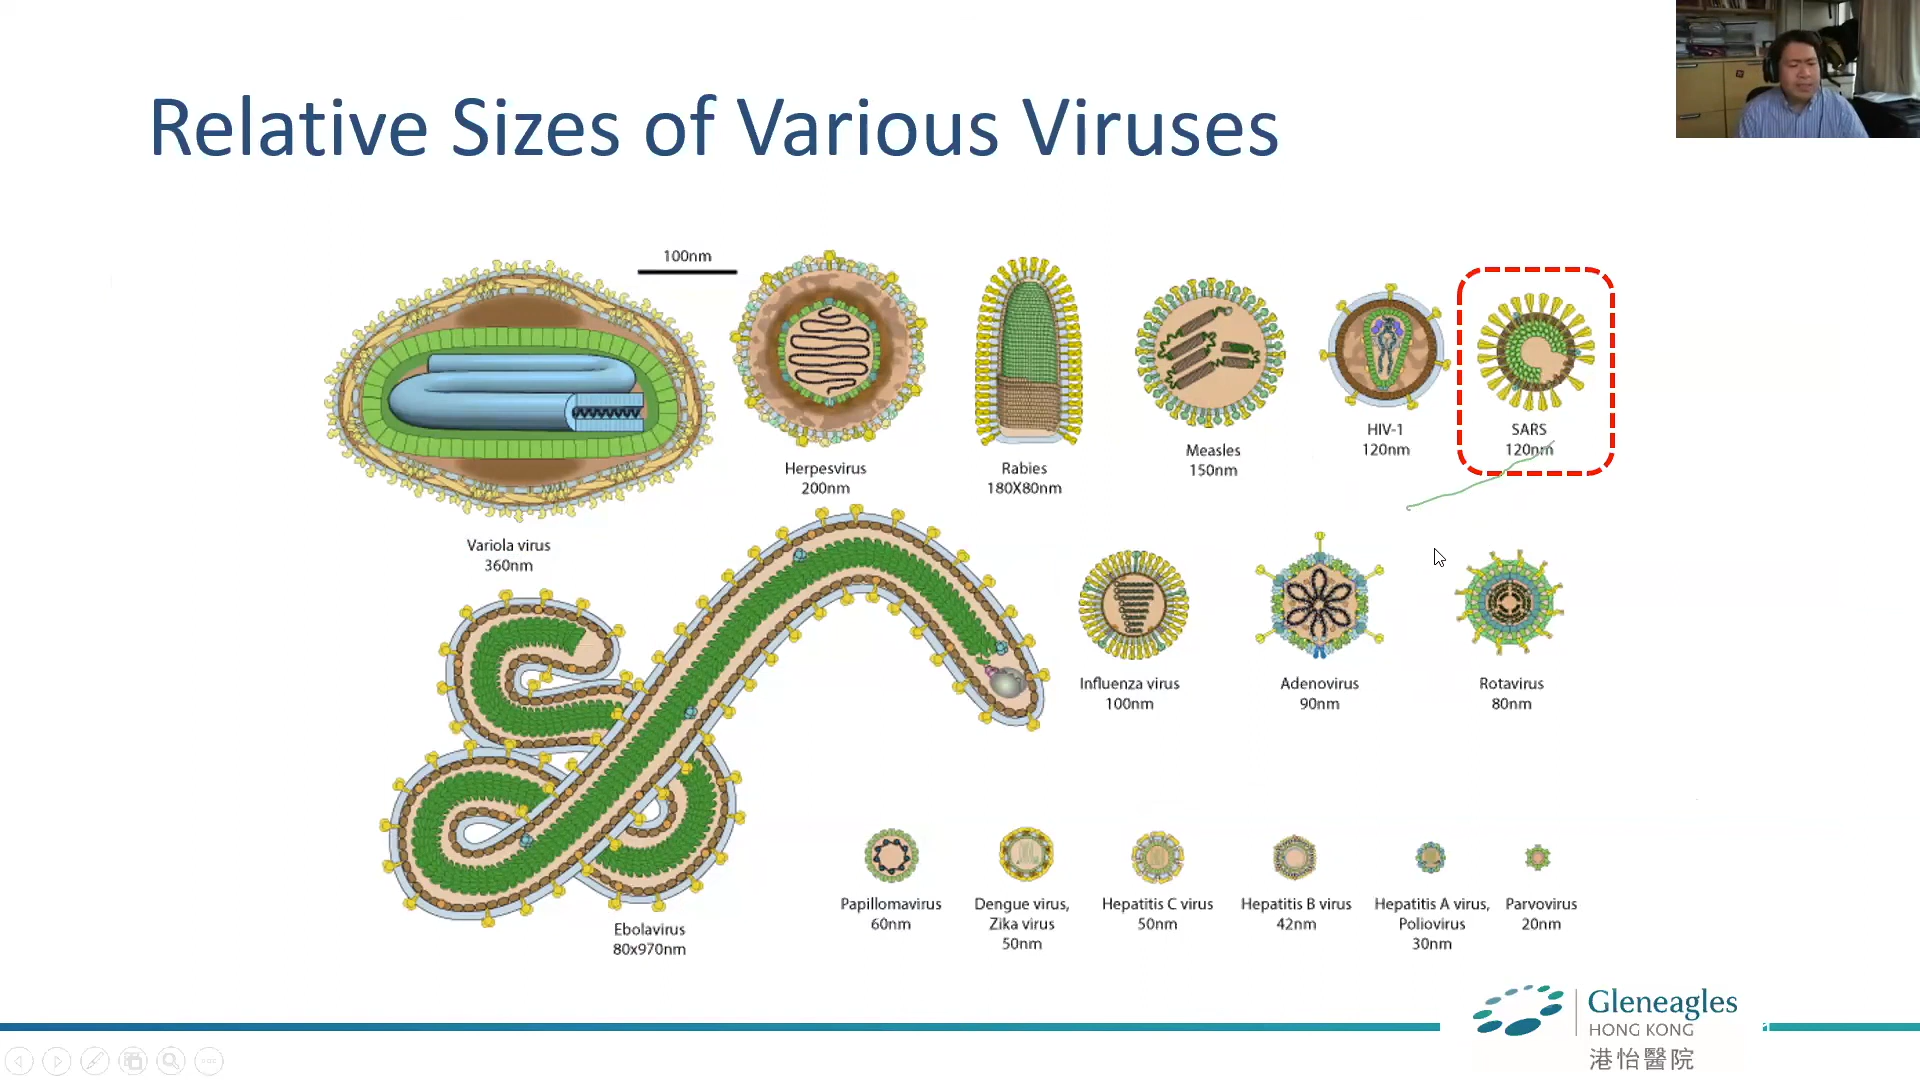 Relative Sizes of Various Viruses
100nm
Herpesvirus
200nm
Rabies
180X80nm
Measles
150nm
HIV-1
120nm
SARS
120nm
Variola virus
360nm
Influenza virus
100nm
Adenovirus
90nm
Rotavirus
80nm
Ebolavirus
80x970nm
Papillomavirus
60nm
Dengue virus,
Zika virus
50nm
Hepatitis C virus
50nm
Hepatitis B virus
42nm
Hepatitis A virus,
Poliovirus
30nm
Parvovirus
20nm
Gleneagles
HONG KONG
港怡醫院